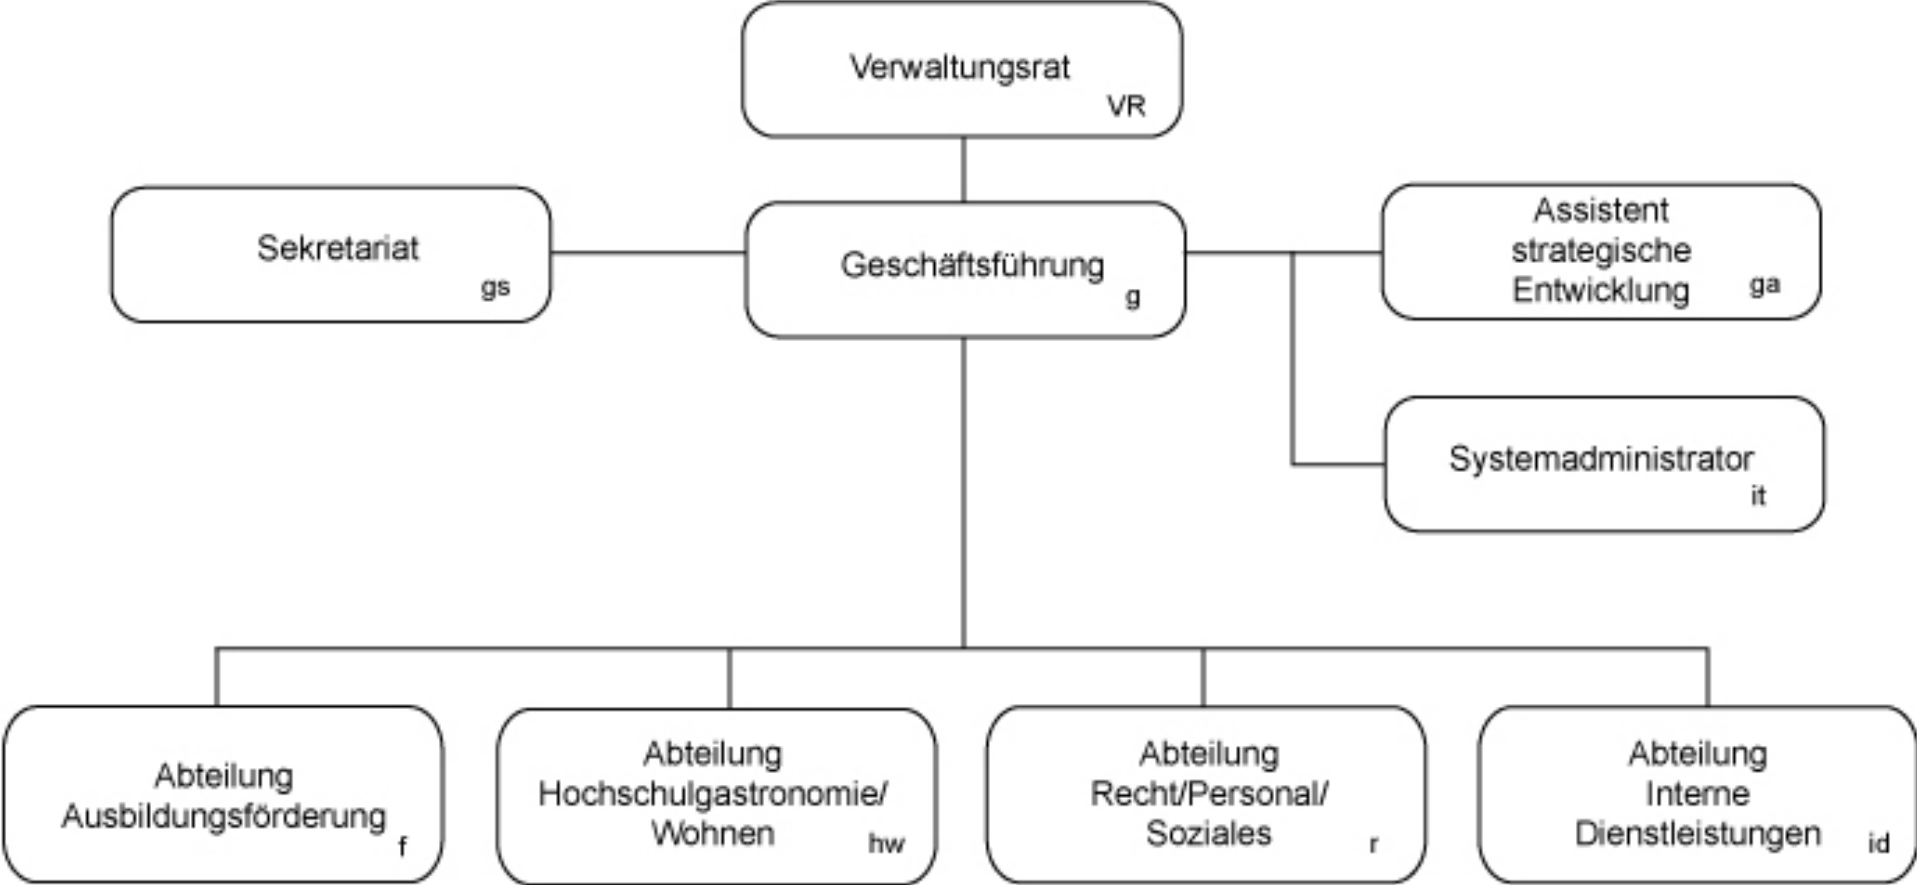 Verwaltungsrat
VR
Sekretariat
gs
Geschäftsführung
g
Assistent
strategische
Entwicklung ga
Systemadministrator
it
Abteilung
Ausbildungsförderung
f
Abteilung
Hochschulgastronomie/
Wohnen hw
Abteilung
Recht/Personal/
Soziales r
Abteilung
Interne
Dienstleistungen id